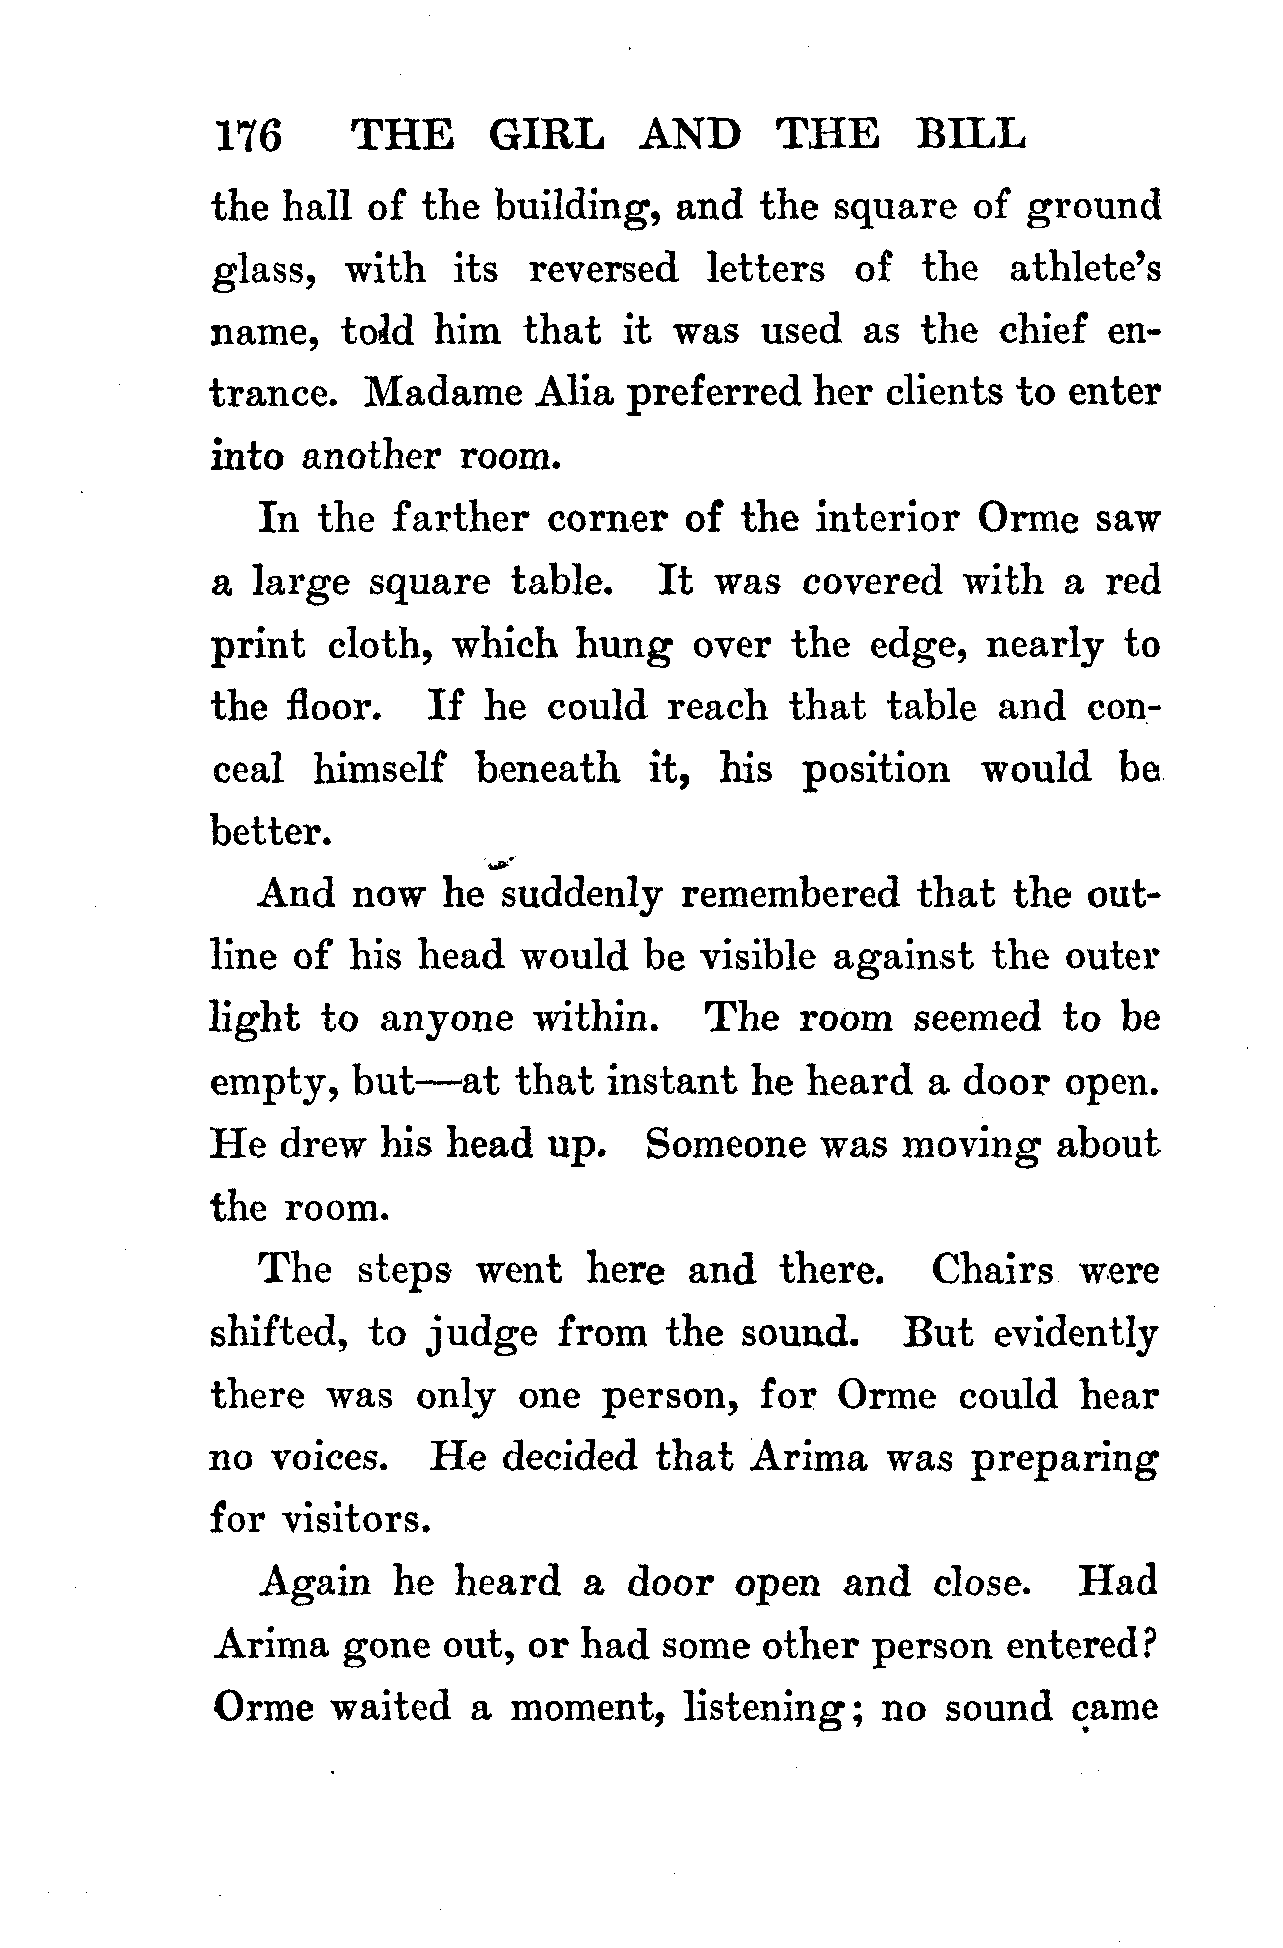 176 THE GIRL AND THE BILL
the hall of the building, and the square of ground
glass, with its reversed letters of the athlete's
name, told him that it was used as the chief en-
trance. Madame Alia preferred her clients to enter
into another room.
In the farther corner of the interior Orme saw
a large square table. It was covered with a red
print cloth, which hung over the edge, nearly to
the floor. If he could reach that table and con-
ceal himself beneath it, his position would be
better.
And now he suddenly remembered that the out-
line of his head would be visible against the outer
light to anyone within. The room seemed to be
empty, but—at that instant he heard a door open.
He drew his head up. Someone was moving about
the room.
The steps went here and there. Chairs were
shifted, to judge from the sound. But evidently
there was only one person, for Orme could hear
no voices. He decided that Arima was preparing
for visitors.
Again he heard a door open and close. Had
Arima gone out, or had some other person entered?
Orme waited a moment, listening; no sound came